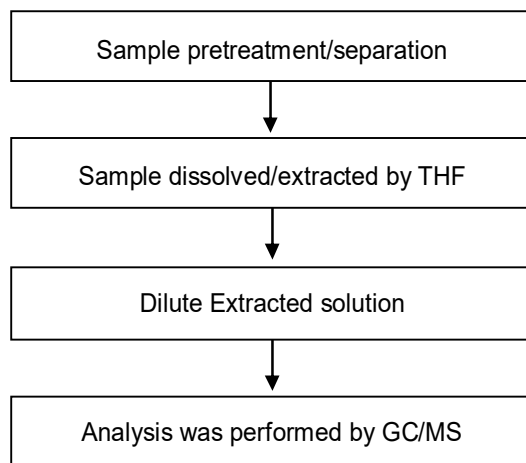 Sample pretreatment/separation
Sample dissolved/extracted by THF
Dilute Extracted solution
Analysis was performed by GC/MS